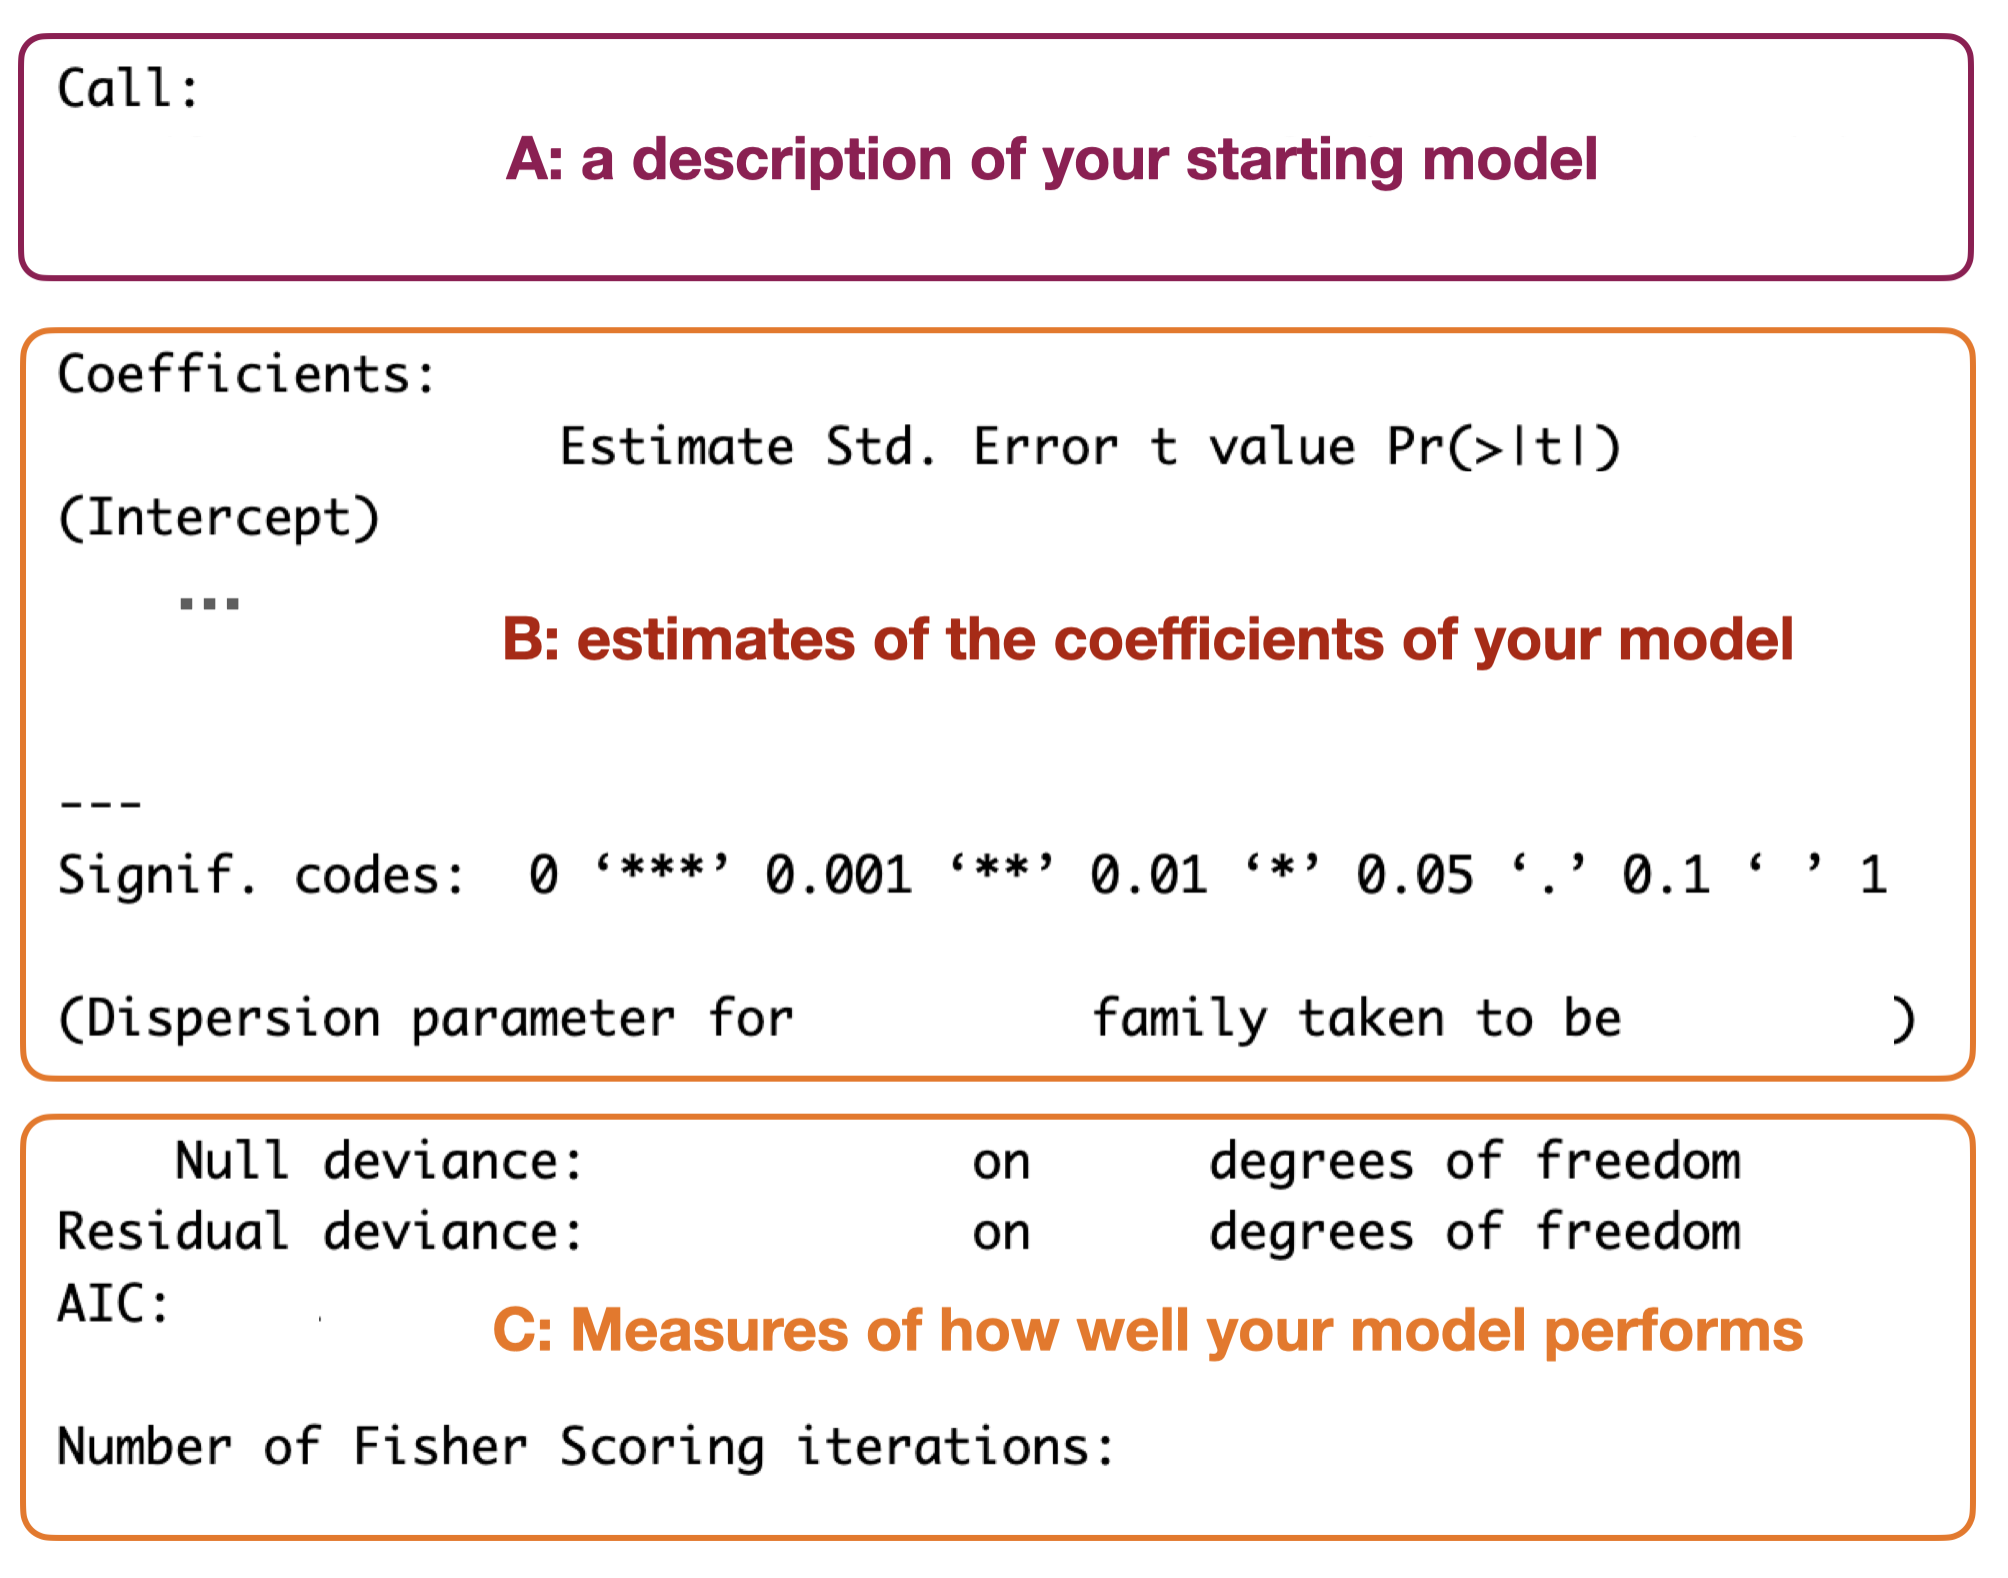 Call:
A: a description of your starting model
Coefficients:
Estimate Std. Error t value Pr(>|t|)
(Intercept)
...
B: estimates of the coefficients of your model
---
Signif. codes:  0 ‘***’ 0.001 ‘**’ 0.01 ‘*’ 0.05 ‘.’ 0.1 ‘ ’ 1
(Dispersion parameter for family taken to be )
Null deviance: on degrees of freedom
Residual deviance: on degrees of freedom
AIC:
C: Measures of how well your model performs
Number of Fisher Scoring iterations: